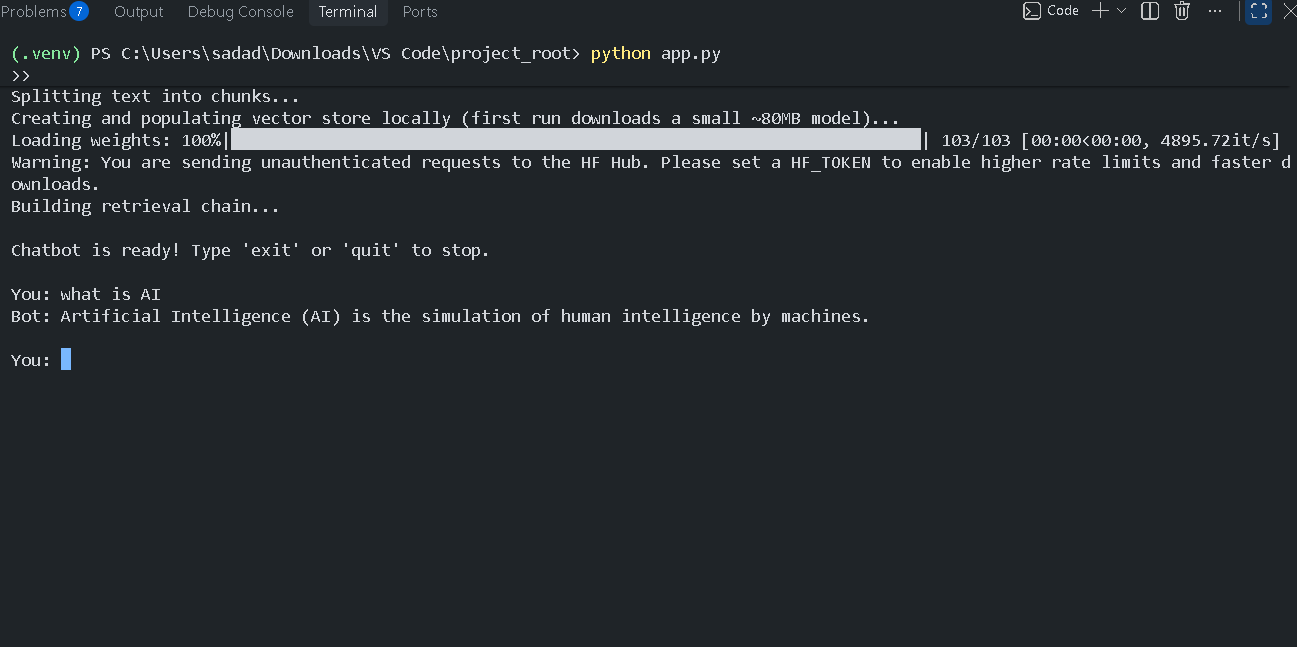 Problems 7 Output Debug Console Terminal Ports Code
(.venv) PS C:\Users\sadad\Downloads\VS Code\project_root> python app.py
>>
Splitting text into chunks...
Creating and populating vector store locally (first run downloads a small ~80MB model)...
Loading weights: 100%| | 103/103 [00:00<00:00, 4895.72it/s]
Warning: You are sending unauthenticated requests to the HF Hub. Please set a HF_TOKEN to enable higher rate limits and faster d
ownloads.
Building retrieval chain...
Chatbot is ready! Type 'exit' or 'quit' to stop.
You: what is AI
Bot: Artificial Intelligence (AI) is the simulation of human intelligence by machines.
You: